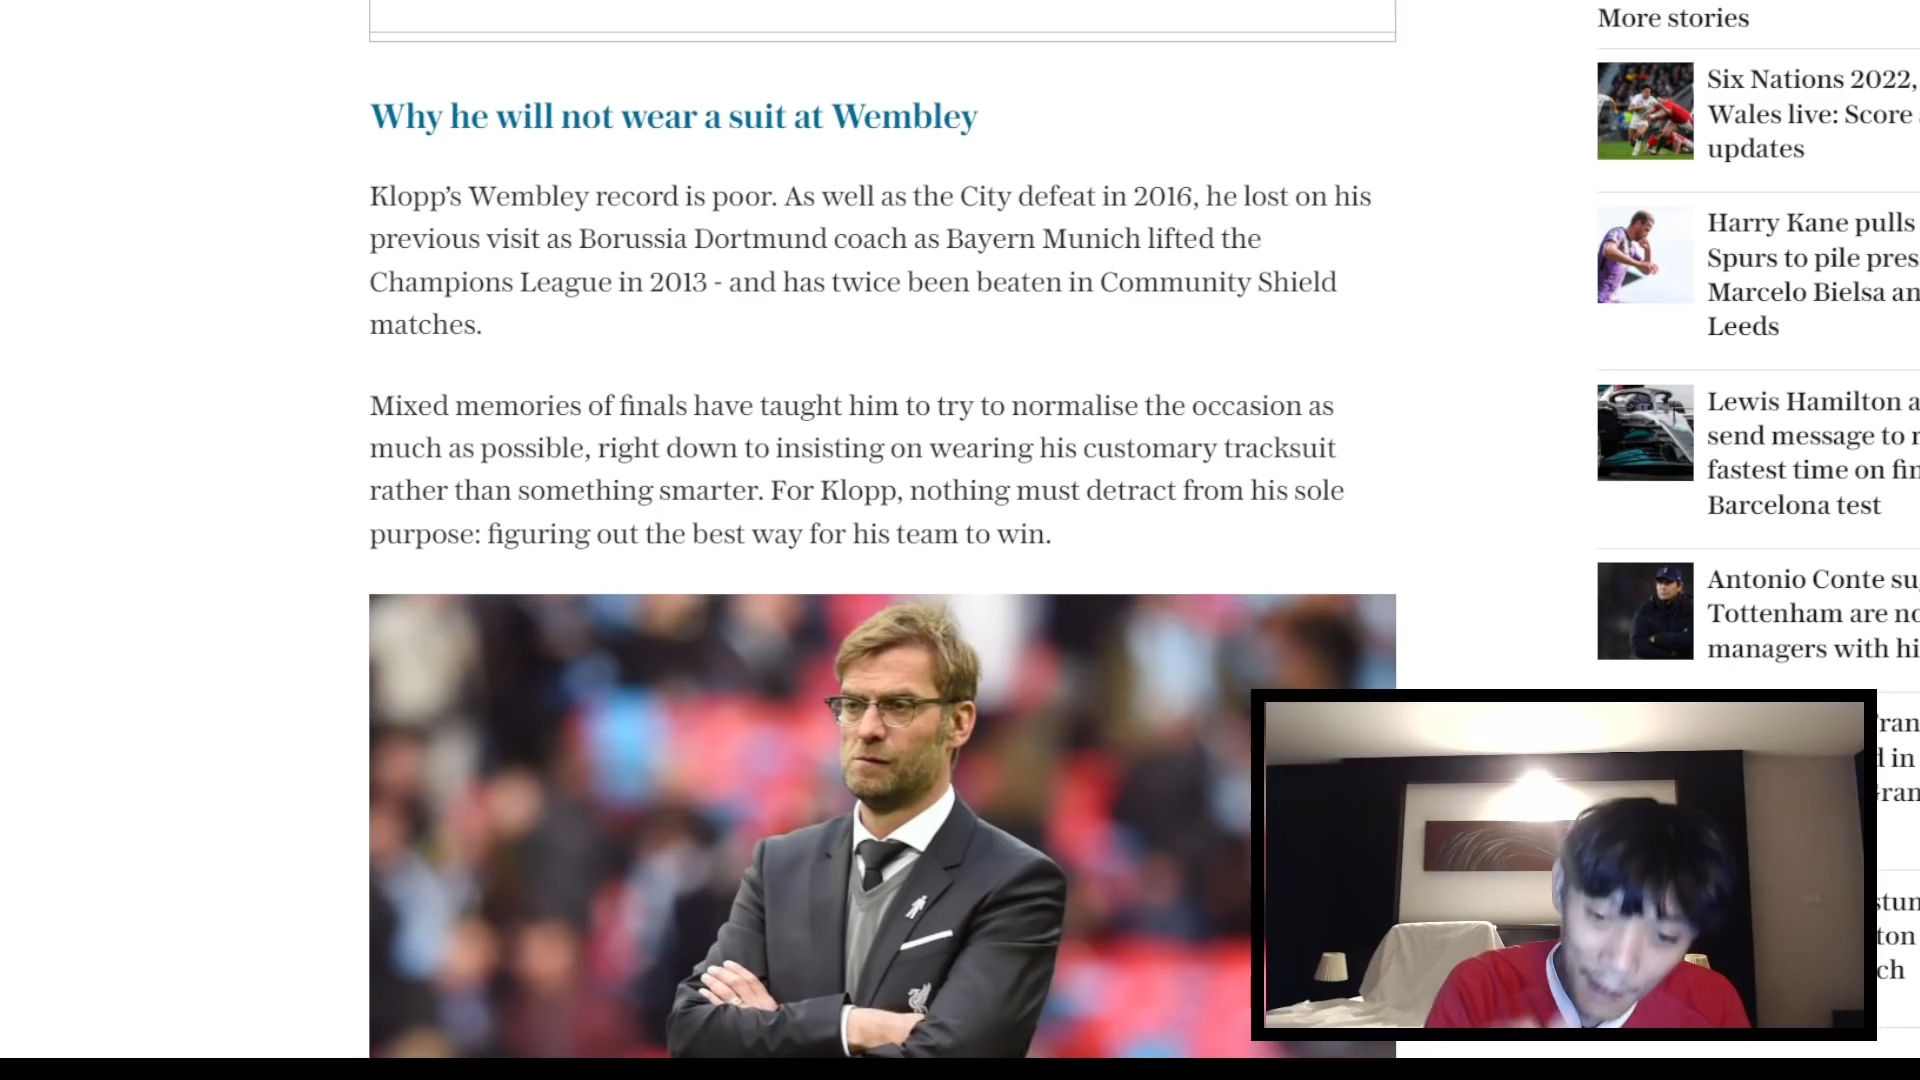 Why he will not wear a suit at Wembley
Klopp’s Wembley record is poor. As well as the City defeat in 2016, he lost on his
previous visit as Borussia Dortmund coach as Bayern Munich lifted the
Champions League in 2013 - and has twice been beaten in Community Shield
matches.
Mixed memories of finals have taught him to try to normalise the occasion as
much as possible, right down to insisting on wearing his customary tracksuit
rather than something smarter. For Klopp, nothing must detract from his sole
purpose: figuring out the best way for his team to win.
More stories
Six Nations 2022,
Wales live: Score
updates
Harry Kane pulls
Spurs to pile pres
Marcelo Bielsa an
Leeds
Lewis Hamilton a
send message to r
fastest time on fin
Barcelona test
Antonio Conte su
Tottenham are no
managers with hi
ran
d in
ran
stun
ton
ch